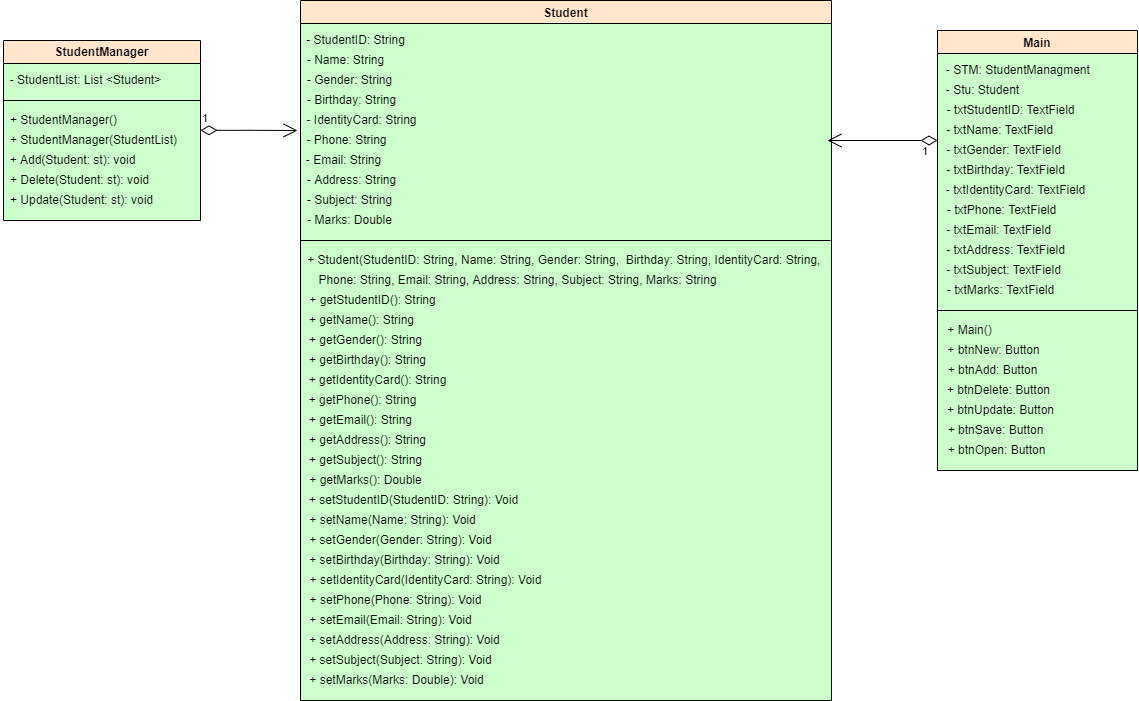 StudentManager
- StudentList: List <Student>
+ StudentManager()
+ StudentManager(StudentList)
+ Add(Student: st): void
+ Delete(Student: st): void
+ Update(Student: st): void
1
Student
- StudentID: String
- Name: String
- Gender: String
- Birthday: String
- IdentityCard: String
- Phone: String
- Email: String
- Address: String
- Subject: String
- Marks: Double
+ Student(StudentID: String, Name: String, Gender: String, Birthday: String, IdentityCard: String,
Phone: String, Email: String, Address: String, Subject: String, Marks: String
+ getStudentID(): String
+ getName(): String
+ getGender(): String
+ getBirthday(): String
+ getIdentityCard(): String
+ getPhone(): String
+ getEmail(): String
+ getAddress(): String
+ getSubject(): String
+ getMarks(): Double
+ setStudentID(StudentID: String): Void
+ setName(Name: String): Void
+ setGender(Gender: String): Void
+ setBirthday(Birthday: String): Void
+ setIdentityCard(IdentityCard: String): Void
+ setPhone(Phone: String): Void
+ setEmail(Email: String): Void
+ setAddress(Address: String): Void
+ setSubject(Subject: String): Void
+ setMarks(Marks: Double): Void
1
Main
- STM: StudentManagment
- Stu: Student
- txtStudentID: TextField
- txtName: TextField
- txtGender: TextField
- txtBirthday: TextField
- txtIdentityCard: TextField
- txtPhone: TextField
- txtEmail: TextField
- txtAddress: TextField
- txtSubject: TextField
- txtMarks: TextField
+ Main()
+ btnNew: Button
+ btnAdd: Button
+ btnDelete: Button
+ btnUpdate: Button
+ btnSave: Button
+ btnOpen: Button